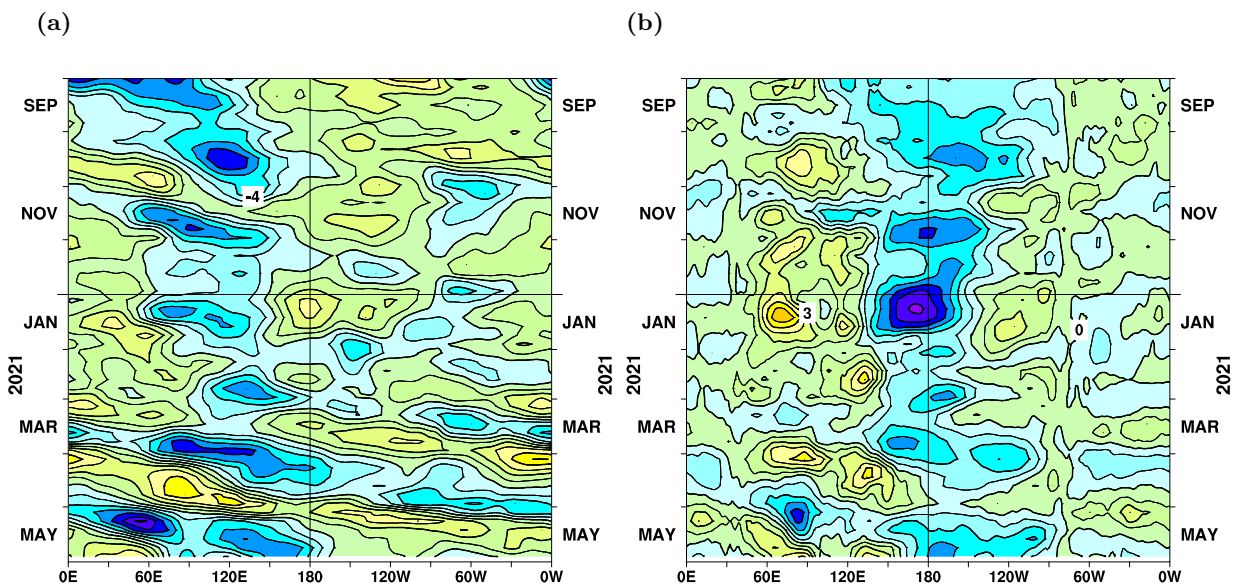 (a) (b)
SEP SEP SEP SEP
-4
NOV NOV NOV NOV
3
JAN JAN 0 JAN JAN
2021 2021 2021 2021
MAR MAR MAR MAR
MAY MAY MAY MAY
0E 60E 120E 180 120W 60W 0W 0E 60E 120E 180 120W 60W 0W